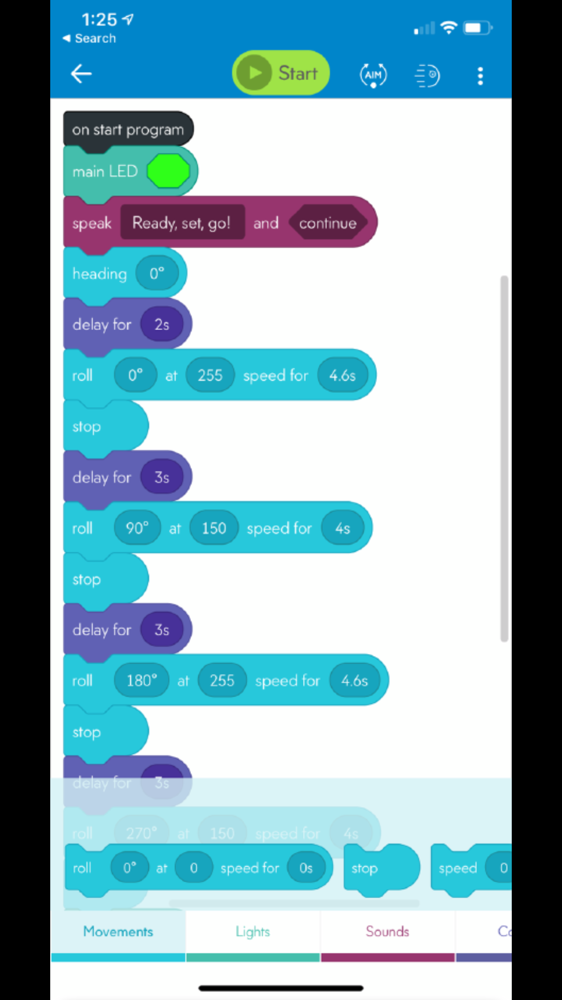 1:25
Search
Start
AIM
on start program
main LED
speak Ready, set, go! and continue
heading 0°
delay for 2s
roll 0° at 255 speed for 4.6s
stop
delay for 3s
roll 90° at 150 speed for 4s
stop
delay for 3s
roll 180° at 255 speed for 4.6s
stop
delay for 3s
roll 270° at 150 speed for 4s
roll 0° at 0 speed for 0s stop speed 0
Movements Lights Sounds